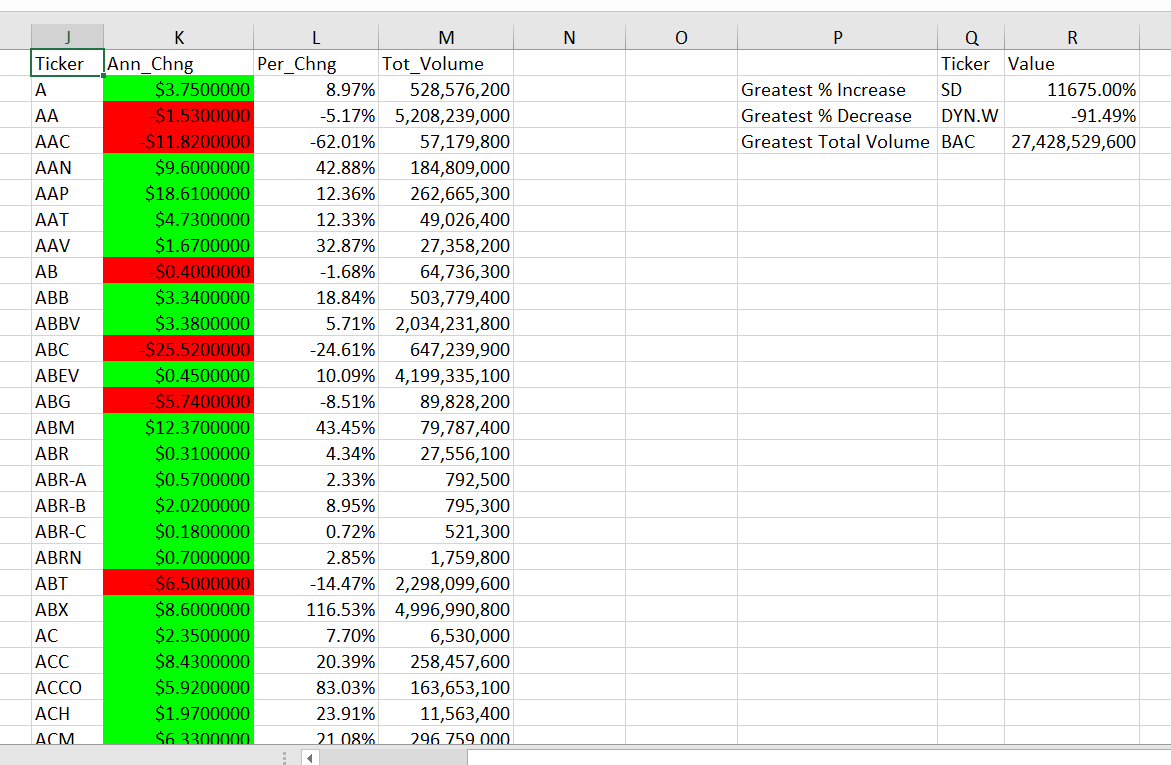 J K L M N O P Q R
Ticker Ann_Chng Per_Chng Tot_Volume Ticker Value
A $3.7500000 8.97% 528,576,200 Greatest % Increase SD 11675.00%
AA -$1.5300000 -5.17% 5,208,239,000 Greatest % Decrease DYN.W -91.49%
AAC -$11.8200000 -62.01% 57,179,800 Greatest Total Volume BAC 27,428,529,600
AAN $9.6000000 42.88% 184,809,000
AAP $18.6100000 12.36% 262,665,300
AAT $4.7300000 12.33% 49,026,400
AAV $1.6700000 32.87% 27,358,200
AB -$0.4000000 -1.68% 64,736,300
ABB $3.3400000 18.84% 503,779,400
ABBV $3.3800000 5.71% 2,034,231,800
ABC -$25.5200000 -24.61% 647,239,900
ABEV $0.4500000 10.09% 4,199,335,100
ABG -$5.7400000 -8.51% 89,828,200
ABM $12.3700000 43.45% 79,787,400
ABR $0.3100000 4.34% 27,556,100
ABR-A $0.5700000 2.33% 792,500
ABR-B $2.0200000 8.95% 795,300
ABR-C $0.1800000 0.72% 521,300
ABRN $0.7000000 2.85% 1,759,800
ABT -$6.5000000 -14.47% 2,298,099,600
ABX $8.6000000 116.53% 4,996,990,800
AC $2.3500000 7.70% 6,530,000
ACC $8.4300000 20.39% 258,457,600
ACCO $5.9200000 83.03% 163,653,100
ACH $1.9700000 23.91% 11,563,400
ACM $6.3300000 21.08% 296,759,000